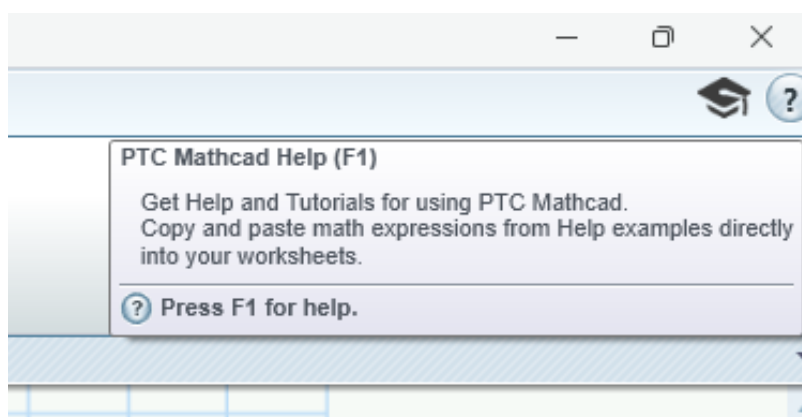 ?
PTC Mathcad Help (F1)
Get Help and Tutorials for using PTC Mathcad.
Copy and paste math expressions from Help examples directly
into your worksheets.
? Press F1 for help.